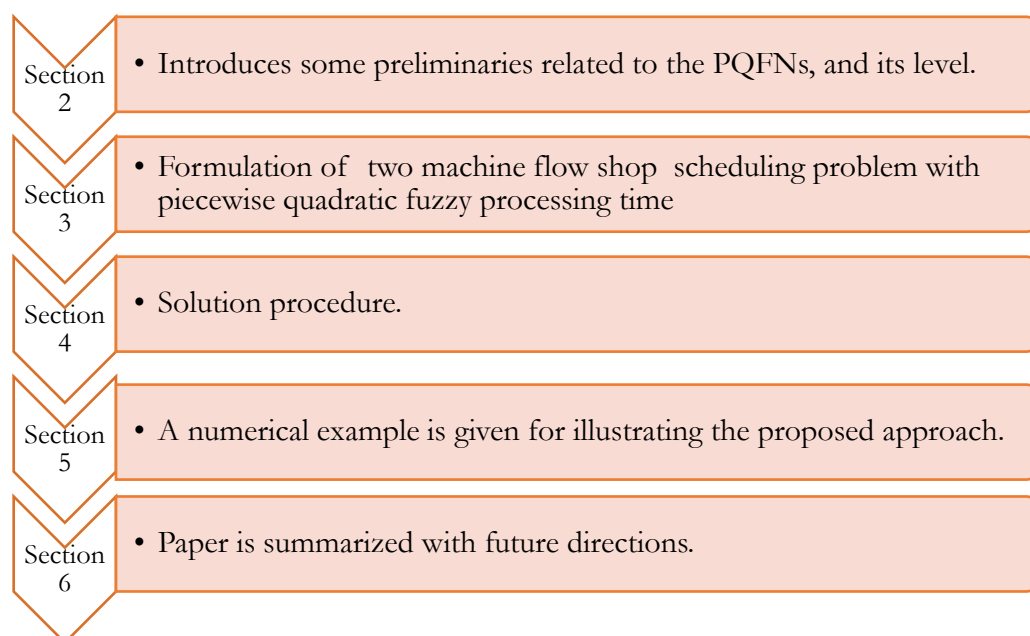 Section
2
• Introduces some preliminaries related to the PQFNs, and its level.
Section
3
• Formulation of two machine flow shop scheduling problem with
piecewise quadratic fuzzy processing time
Section
4
• Solution procedure.
Section
5
• A numerical example is given for illustrating the proposed approach.
Section
6
• Paper is summarized with future directions.